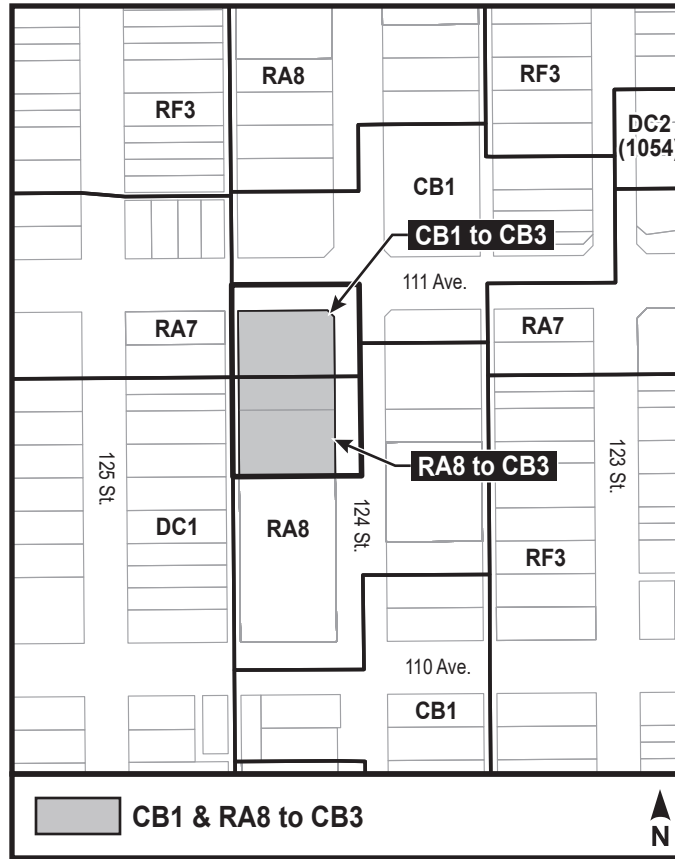 RA8
RF3
RF3
DC2
(1054)
CB1
CB1 to CB3
111 Ave.
RA7
RA7
125 St.
RA8 to CB3
123 St.
124 St.
DC1
RA8
RF3
110 Ave.
CB1
CB1 & RA8 to CB3
N